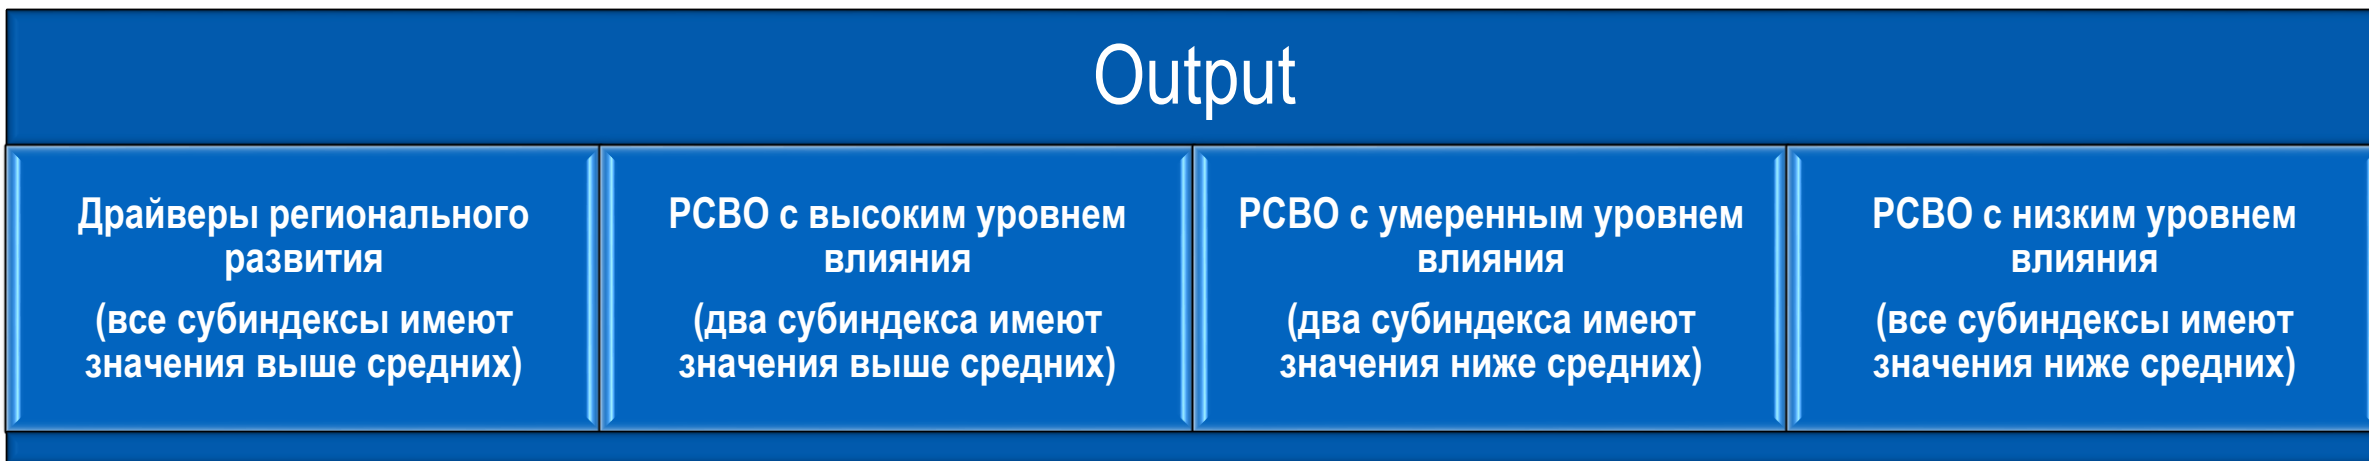 Output
Драйверы регионального
развития
(все субиндексы имеют
значения выше средних)
РСВО с высоким уровнем
влияния
(два субиндекса имеют
значения выше средних)
РСВО с умеренным уровнем
влияния
(два субиндекса имеют
значения ниже средних)
РСВО с низким уровнем
влияния
(все субиндексы имеют
значения ниже средних)